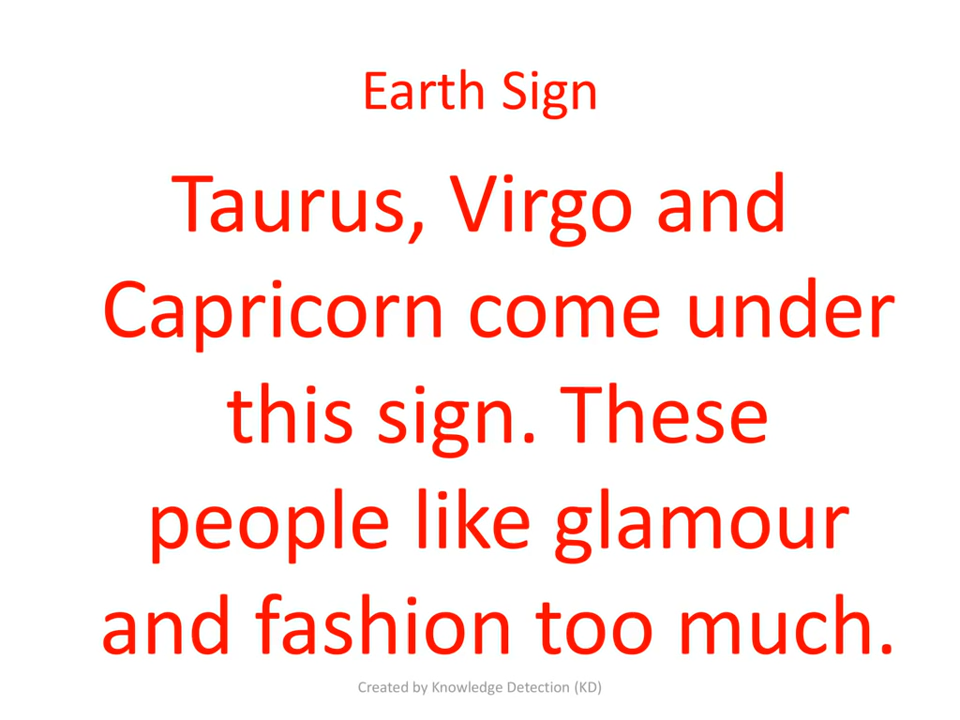 Earth Sign
Taurus, Virgo and
Capricorn come under
this sign. These
people like glamour
and fashion too much.
Created by Knowledge Detection (KD)